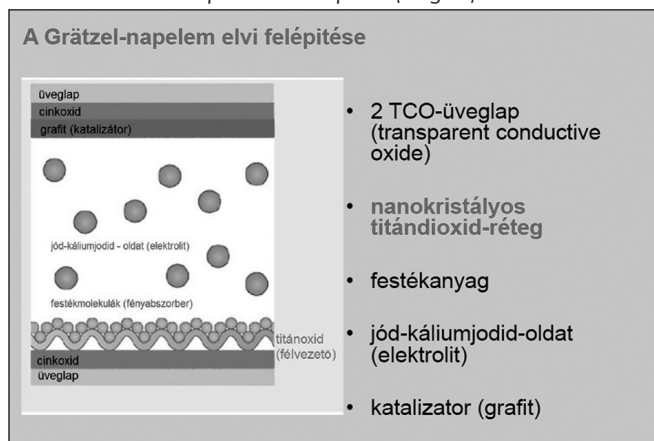 A Grätzel-napelem elvi felépitése
üveglap
cinkoxid
grafit (katalizátor)
jód-káliumjodid - oldat (elektrolit)
festékmolekulák (fényabszorber)
titánoxid
(félvezető)
cinkoxid
üveglap
• 2 TCO-üveglap
(transparent conductive
oxide)
• nanokristályos
titándioxid-réteg
• festékanyag
• jód-káliumjodid-oldat
(elektrolit)
• katalizator (grafit)